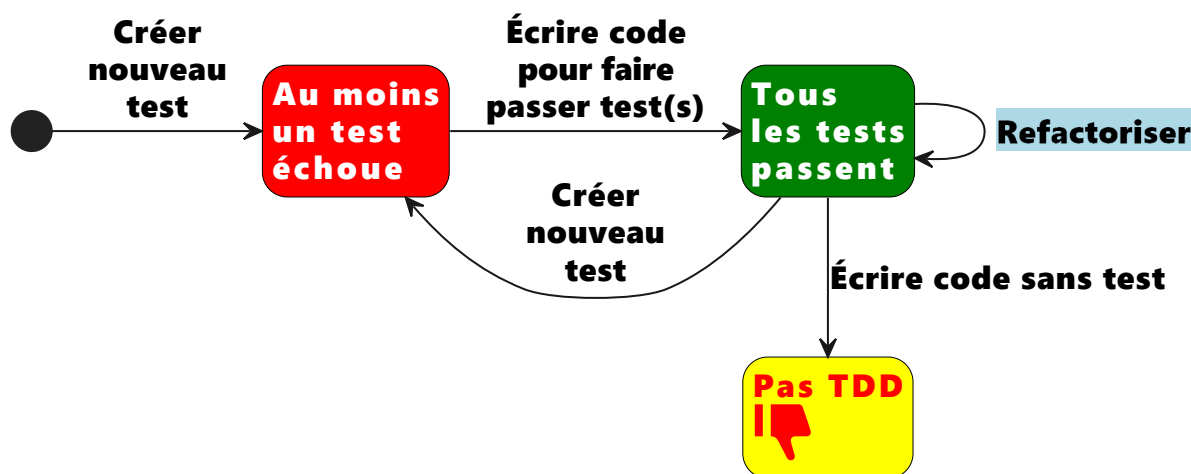 Créer
nouveau
test
Au moins
un test
échoue
Écrire code
pour faire
passer test(s)
Tous
les tests
passent
Refactoriser
Créer
nouveau
test
Écrire code sans test
Pas TDD